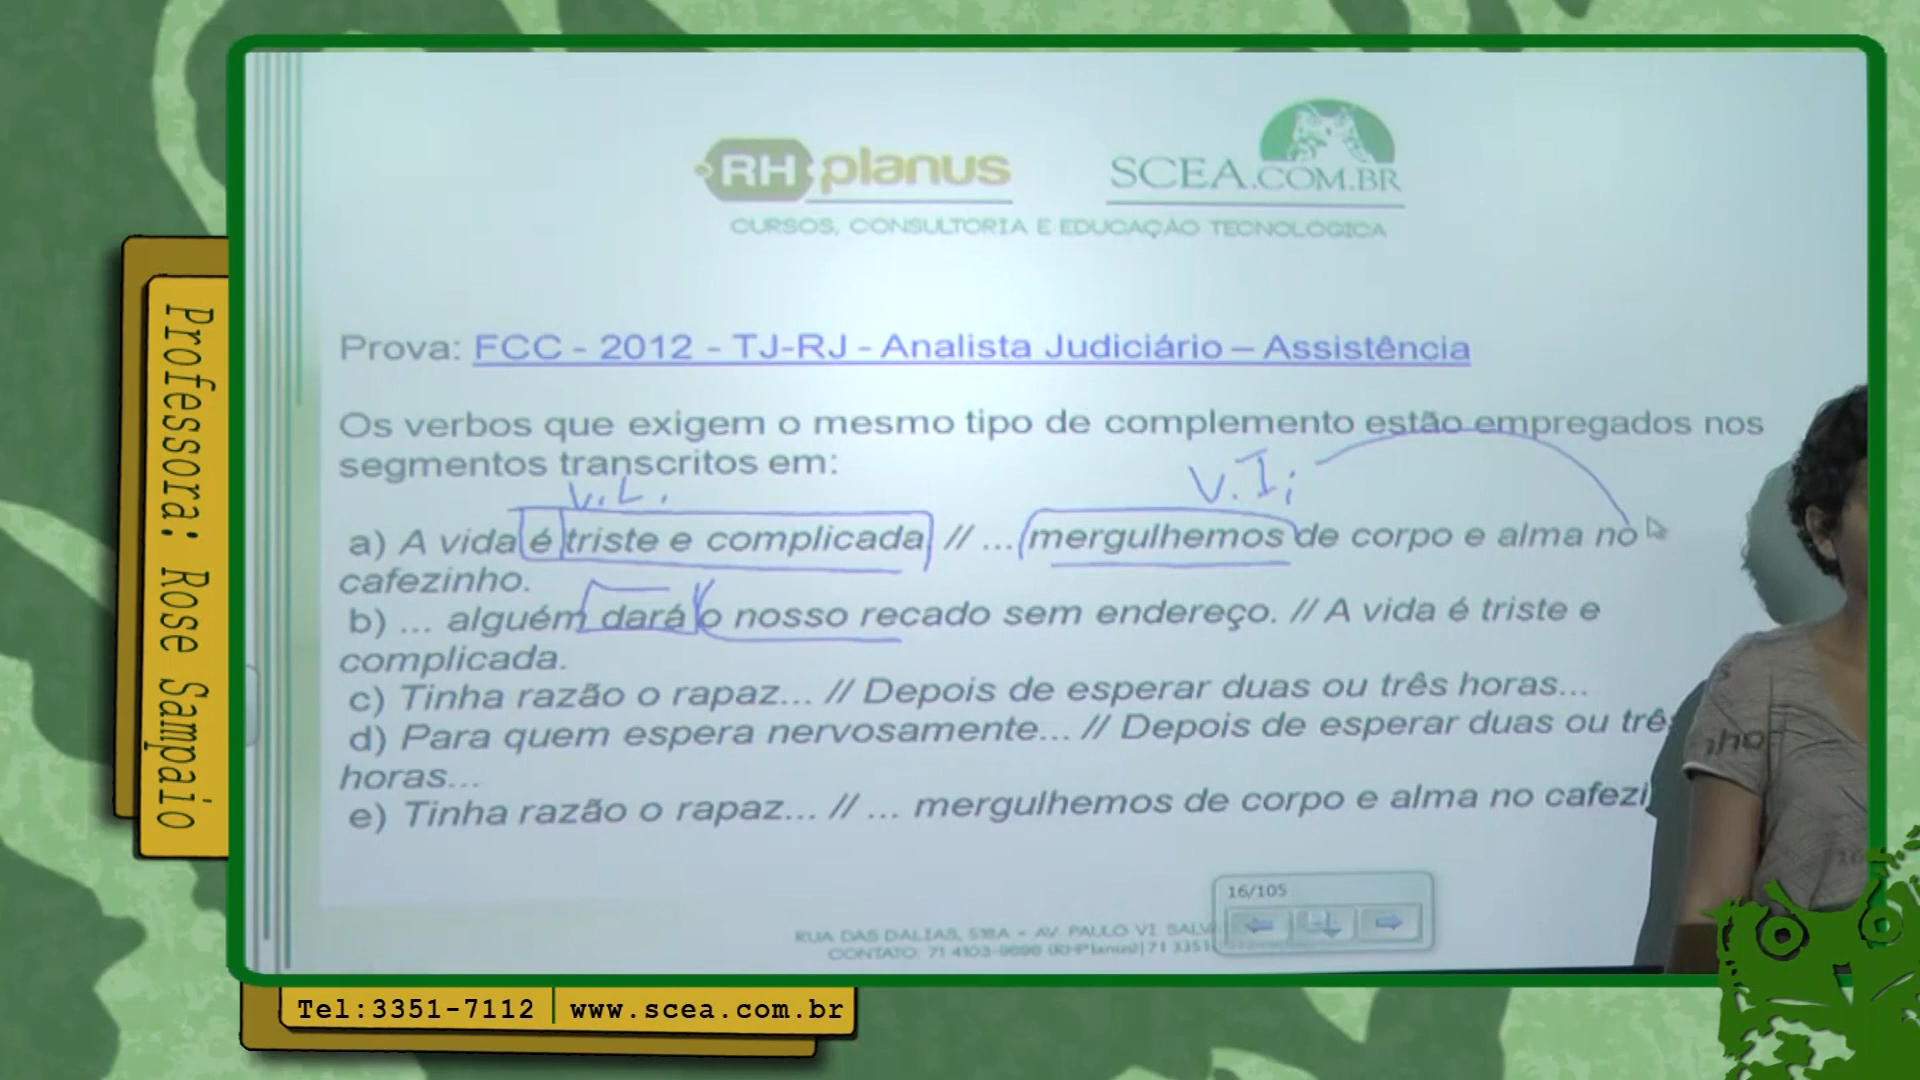 RH planus
SCEA.COM.BR
CURSOS, CONSULTORIA E EDUCAÇÃO TECNOLÓGICA
Prova: FCC - 2012 - TJ-RJ - Analista Judiciário – Assistência
Os verbos que exigem o mesmo tipo de complemento estão empregados nos
segmentos transcritos em:
V.L. V.I;
a) A vida é triste e complicada // ... mergulhemos de corpo e alma no
cafezinho.
b) ... alguém dará o nosso recado sem endereço. // A vida é triste e
complicada.
c) Tinha razão o rapaz... // Depois de esperar duas ou três horas...
d) Para quem espera nervosamente... // Depois de esperar duas ou três
horas...
e) Tinha razão o rapaz... // ... mergulhemos de corpo e alma no cafezi
16/105
RUA DAS DALIAS, AV. PAULO VI. SALV
CONTATO: 71 (RHPlanus)| 71 3351
Professora: Rose Sampaio
Tel:3351-7112 www.scea.com.br